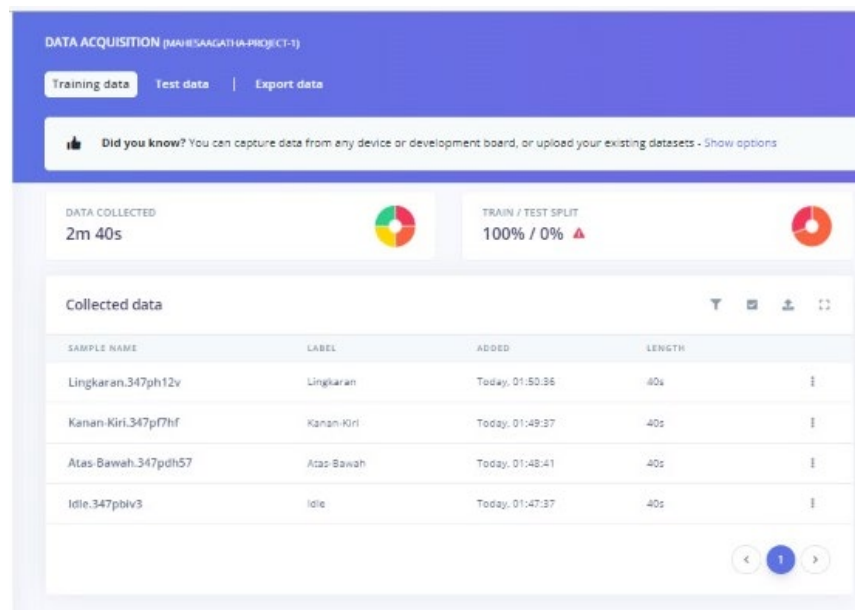 DATA ACQUISITION (MAHESAAGATHA-PROJECT-1)
Training data Test data | Export data
Did you know? You can capture data from any device or development board, or upload your existing datasets - Show options
DATA COLLECTED
2m 40s
TRAIN / TEST SPLIT
100% / 0%
Collected data
SAMPLE NAME LABEL ADDED LENGTH
Lingkaran.347ph12v Lingkaran Today, 01:50:36 40s
Kanan-Kiri.347pf7hf Kanan-Kiri Today, 01:49:37 40s
Atas-Bawah.347pdh57 Atas-Bawah Today, 01:48:41 40s
Idle.347pbiv3 Idle Today, 01:47:37 40s
1